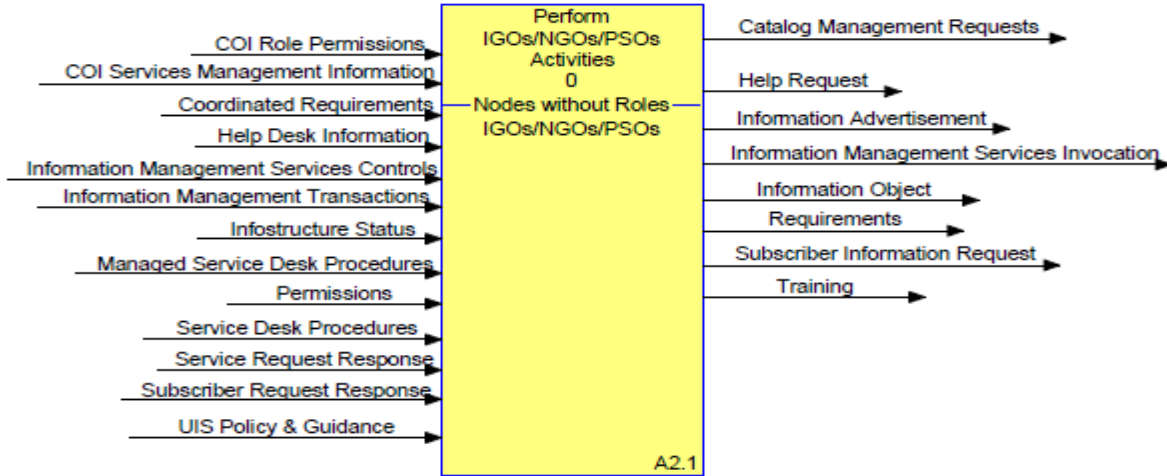 Perform
IGOs/NGOs/PSOs
Activities
0
Nodes without Roles
IGOs/NGOs/PSOs
COI Role Permissions
COI Services Management Information
Coordinated Requirements
Help Desk Information
Information Management Services Controls
Information Management Transactions
Infostructure Status
Managed Service Desk Procedures
Permissions
Service Desk Procedures
Service Request Response
Subscriber Request Response
UIS Policy & Guidance
Catalog Management Requests
Help Request
Information Advertisement
Information Management Services Invocation
Information Object
Requirements
Subscriber Information Request
Training
A2.1